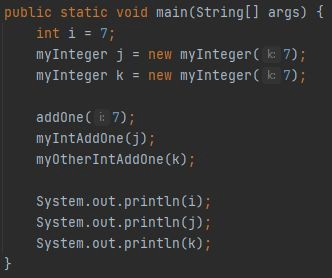 public static void main(String[] args) {
int i = 7;
myInteger j = new myInteger( k: 7);
myInteger k = new myInteger( k: 7);
addOne( i: 7);
myIntAddOne(j);
myOtherIntAddOne(k);
System.out.println(i);
System.out.println(j);
System.out.println(k);
}